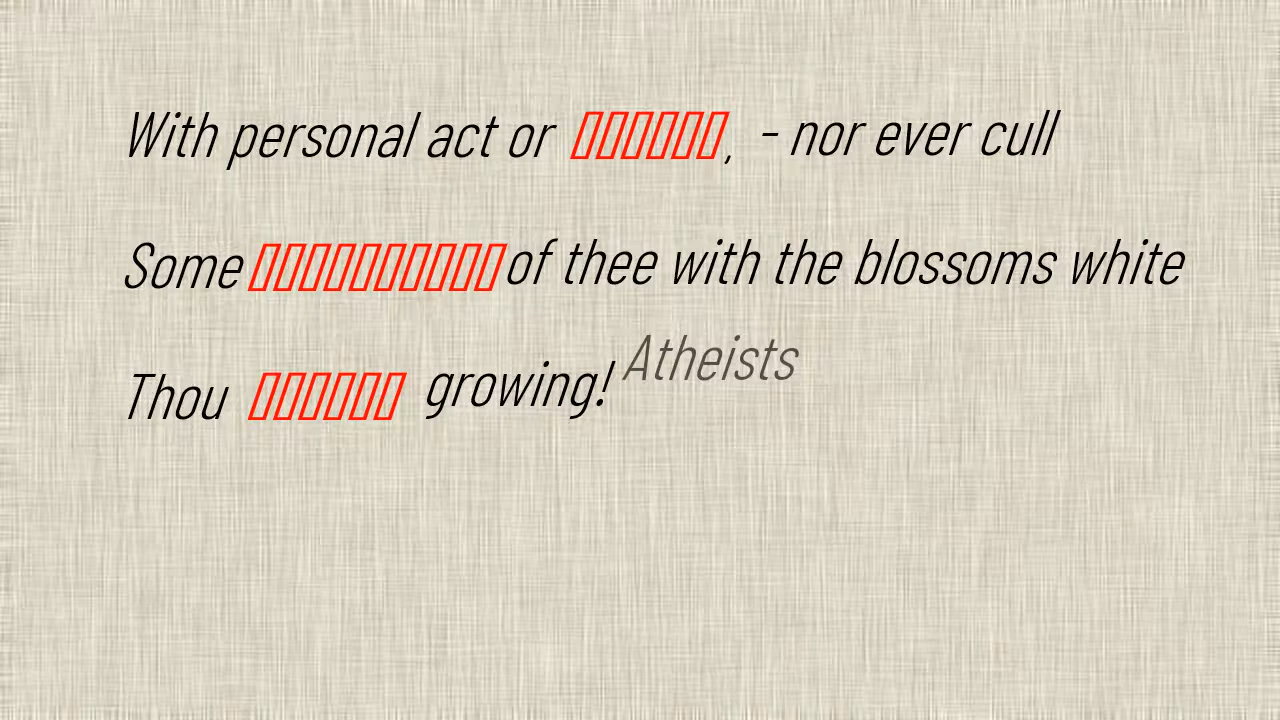 With personal act or , - nor ever cull
Some of thee with the blossoms white
Thou growing! Atheists